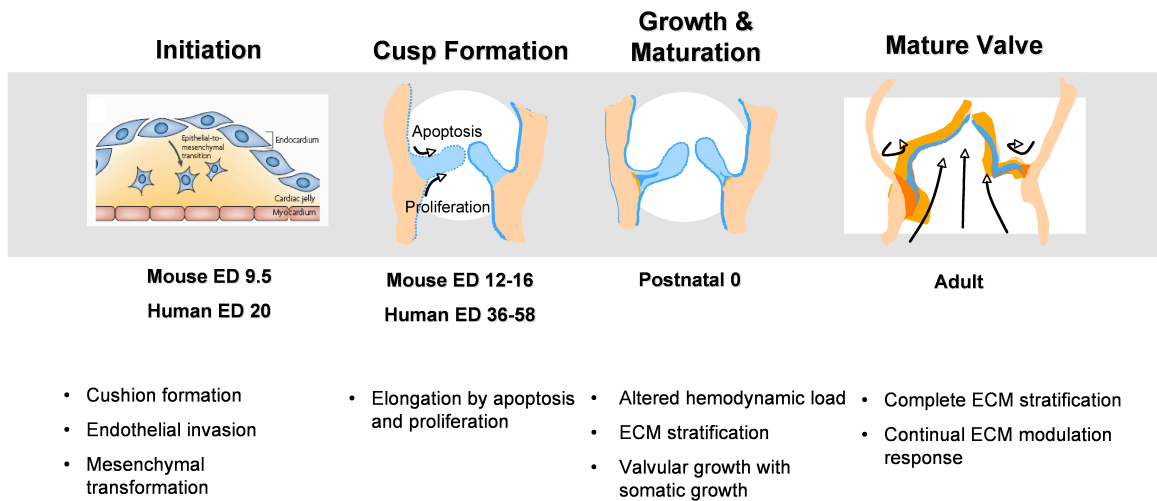 Initiation
Epithelial-to-
mesenchymal
transition
Endocardium
Cardiac jelly
Myocardium
Mouse ED 9.5
Human ED 20
• Cushion formation
• Endothelial invasion
• Mesenchymal
transformation
Cusp Formation
Apoptosis
Proliferation
Mouse ED 12-16
Human ED 36-58
• Elongation by apoptosis
and proliferation
Growth &
Maturation
Postnatal 0
• Altered hemodynamic load
• ECM stratification
• Valvular growth with
somatic growth
Mature Valve
Adult
• Complete ECM stratification
• Continual ECM modulation
response